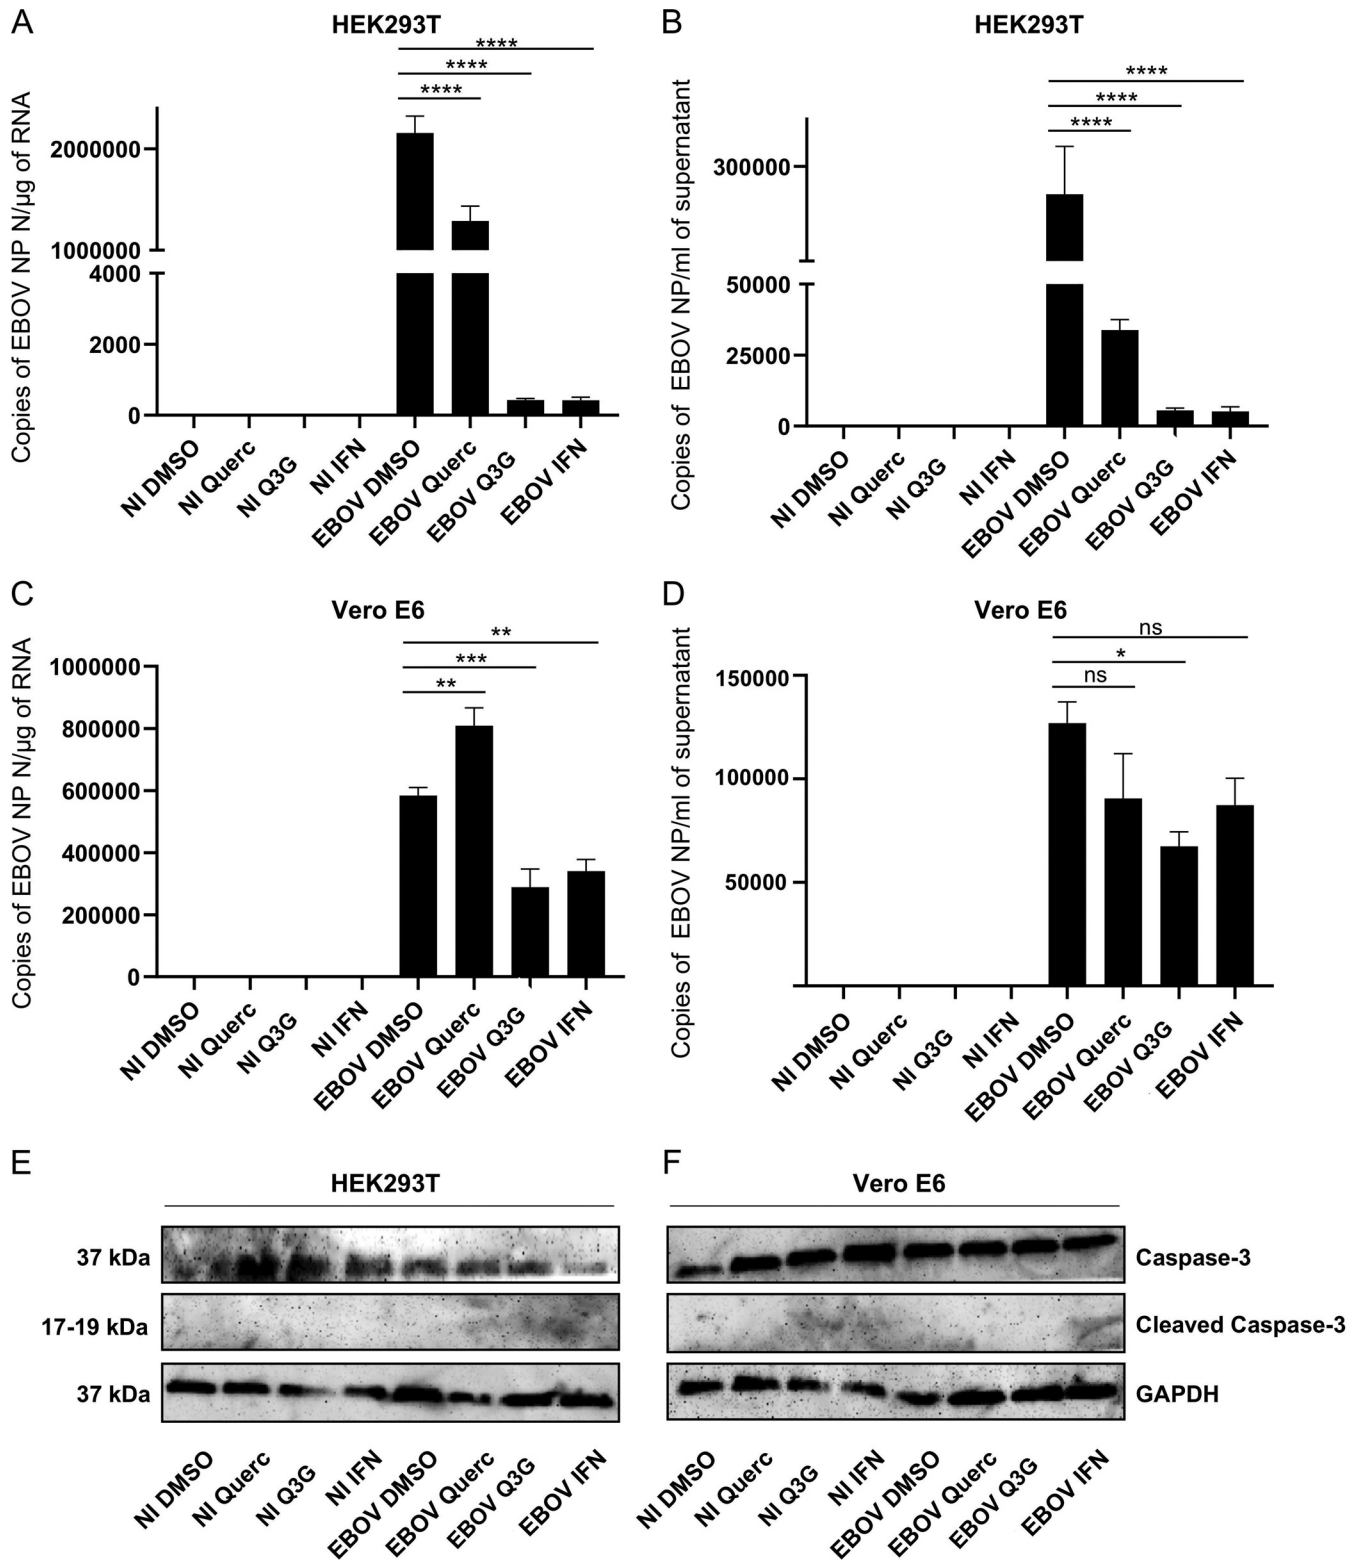 A
HEK293T
****
****
****
Copies of EBOV NP N/µg of RNA
2000000
1000000
4000
2000
0
NI DMSO
NI Querc
NI Q3G
NI IFN
EBOV DMSO
EBOV Querc
EBOV Q3G
EBOV IFN
B
HEK293T
****
****
****
Copies of EBOV NP/ml of supernatant
300000
50000
25000
0
NI DMSO
NI Querc
NI Q3G
NI IFN
EBOV DMSO
EBOV Querc
EBOV Q3G
EBOV IFN
C
Vero E6
**
***
**
Copies of EBOV NP N/µg of RNA
1000000
800000
600000
400000
200000
0
NI DMSO
NI Querc
NI Q3G
NI IFN
EBOV DMSO
EBOV Querc
EBOV Q3G
EBOV IFN
D
Vero E6
ns
*
ns
Copies of EBOV NP/ml of supernatant
150000
100000
50000
NI DMSO
NI Querc
NI Q3G
NI IFN
EBOV DMSO
EBOV Querc
EBOV Q3G
EBOV IFN
E
HEK293T
37 kDa
17-19 kDa
37 kDa
NI DMSO
NI Querc
NI Q3G
NI IFN
EBOV DMSO
EBOV Querc
EBOV Q3G
EBOV IFN
F
Vero E6
Caspase-3
Cleaved Caspase-3
GAPDH
NI DMSO
NI Querc
NI Q3G
NI IFN
EBOV DMSO
EBOV Querc
EBOV Q3G
EBOV IFN